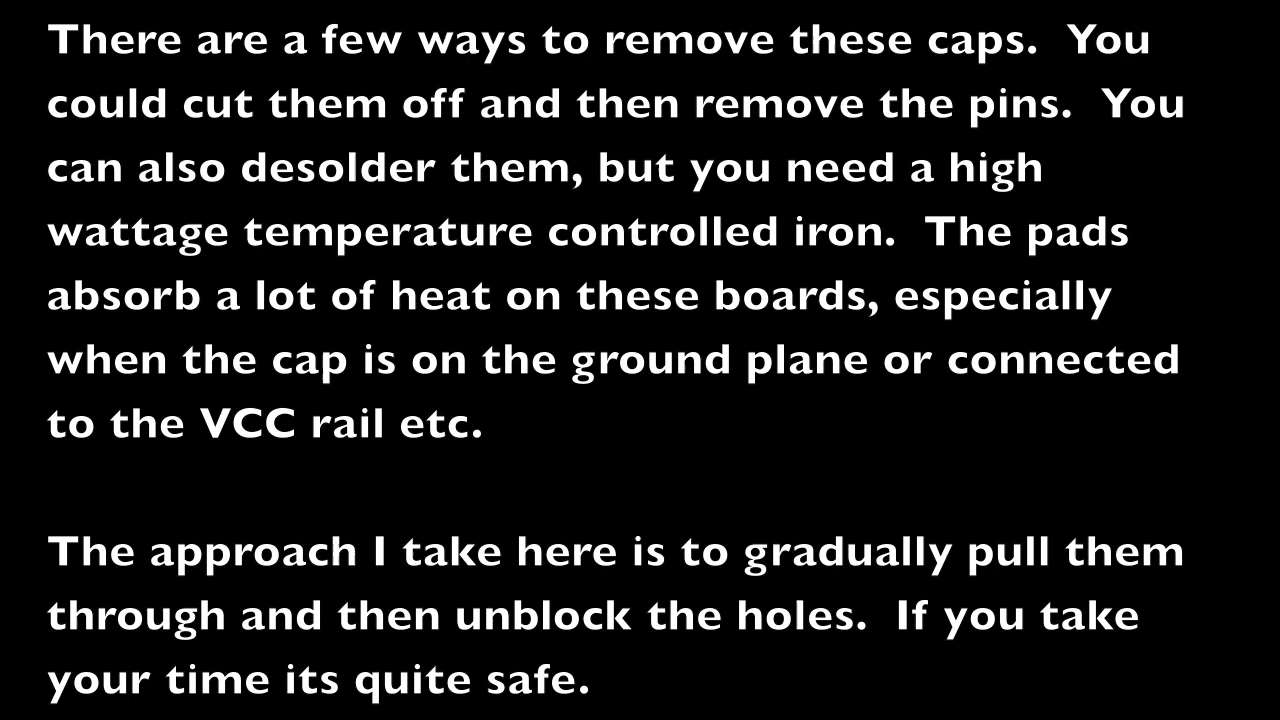 There are a few ways to remove these caps.  You
could cut them off and then remove the pins.  You
can also desolder them, but you need a high
wattage temperature controlled iron.  The pads
absorb a lot of heat on these boards, especially
when the cap is on the ground plane or connected
to the VCC rail etc.
The approach I take here is to gradually pull them
through and then unblock the holes.  If you take
your time its quite safe.